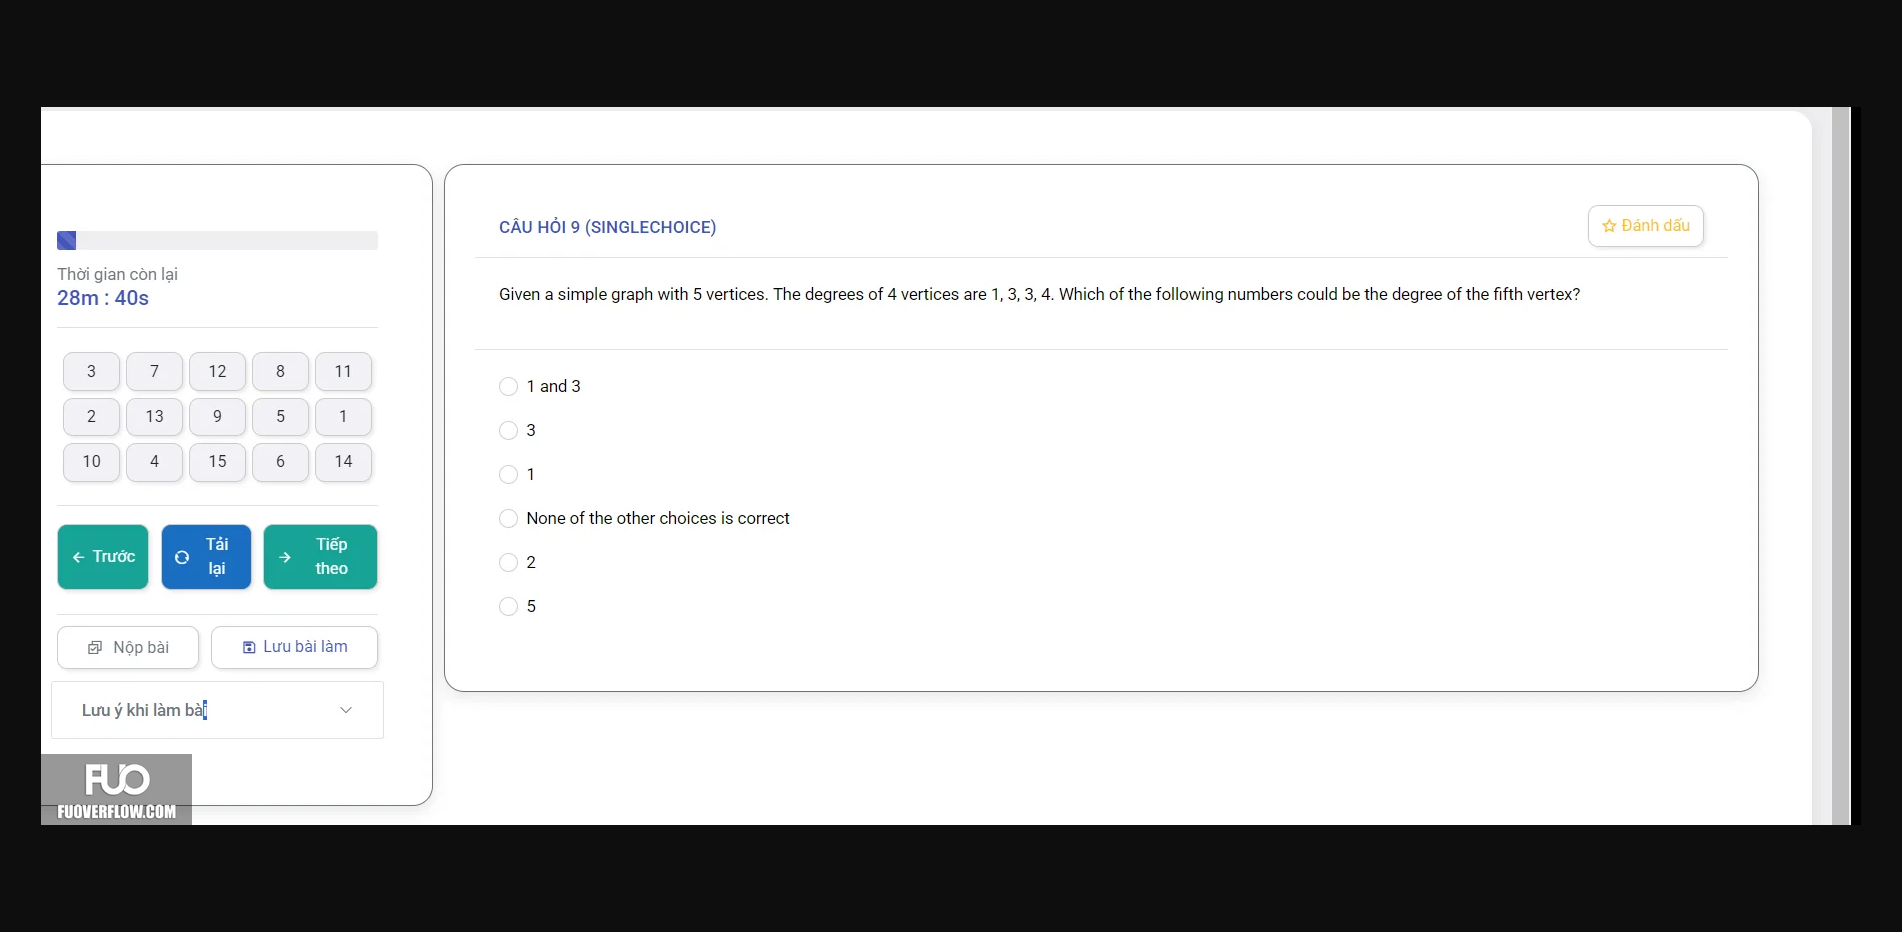 Thời gian còn lại
28m : 40s
3 7 12 8 11
2 13 9 5 1
10 4 15 6 14
Trước
Tải lại
Tiếp theo
Nộp bài
Lưu bài làm
Lưu ý khi làm bài
FUO
FUOVERFLOW.COM
CÂU HỎI 9 (SINGLECHOICE)
Đánh dấu
Given a simple graph with 5 vertices. The degrees of 4 vertices are 1, 3, 3, 4. Which of the following numbers could be the degree of the fifth vertex?
1 and 3
3
1
None of the other choices is correct
2
5